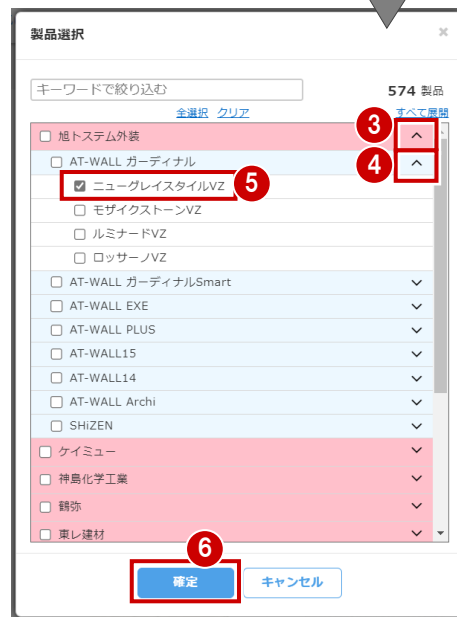 製品選択 ×
キーワードで絞り込む 574 製品
全選択 クリア すべて展開
旭トステム外装 3
AT-WALL ガーディナル 4
ニューグレイスタイルVZ 5
モザイクストーンVZ
ルミナードVZ
ロッサーノVZ
AT-WALL ガーディナルSmart
AT-WALL EXE
AT-WALL PLUS
AT-WALL15
AT-WALL14
AT-WALL Archi
SHiZEN
ケイミュー
神島化学工業
鶴弥
東レ建材
6
確定 キャンセル